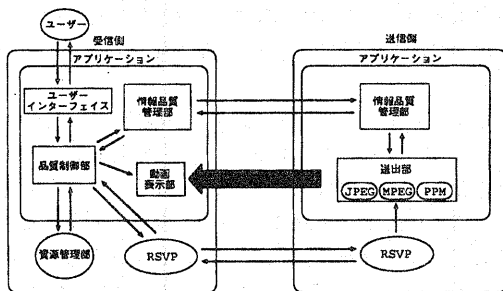 ユーザー
受信側
アプリケーション
ユーザー
インターフェイス
情報品質
管理部
品質制御部
動画
表示部
資源管理部
RSVP
送信側
アプリケーション
情報品質
管理部
送出部
JPEG
MPEG
PPM
RSVP